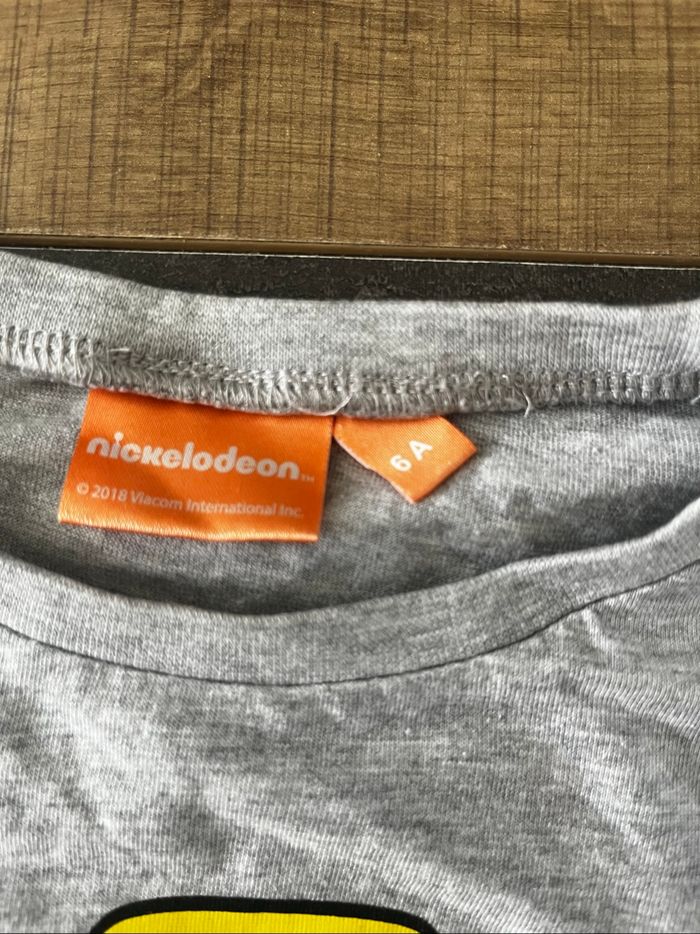 nickelodeon™
© 2018 Viacom International Inc.
6 A